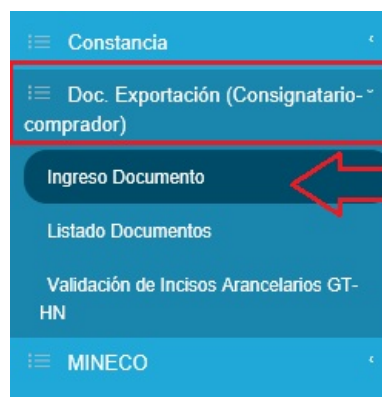 Constancia
Doc. Exportación (Consignatario-
comprador)
Ingreso Documento
Listado Documentos
Validación de Incisos Arancelarios GT-
HN
MINECO